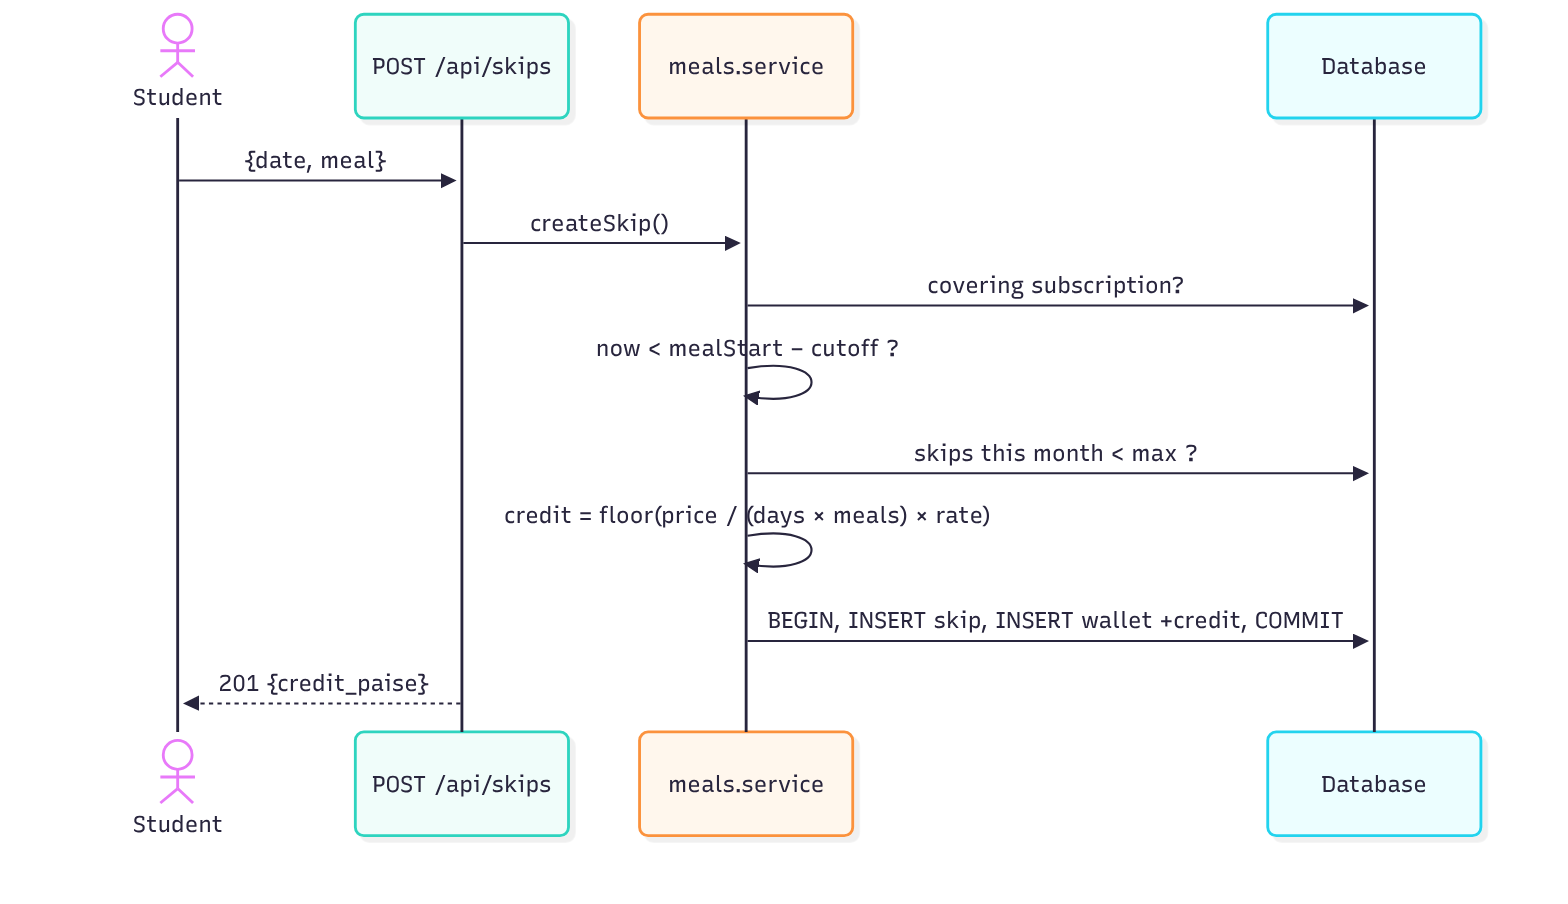 Student
POST /api/skips
meals.service
Database
{date, meal}
createSkip()
covering subscription?
now < mealStart – cutoff ?
skips this month < max ?
credit = floor(price / (days × meals) × rate)
BEGIN, INSERT skip, INSERT wallet +credit, COMMIT
201 {credit_paise}
Student
POST /api/skips
meals.service
Database